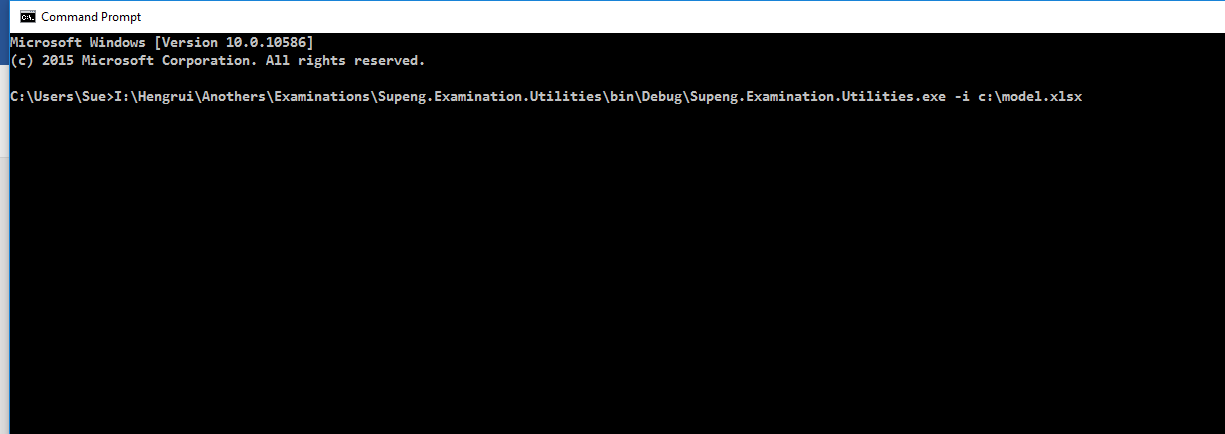 Command Prompt
Microsoft Windows [Version 10.0.10586]
(c) 2015 Microsoft Corporation. All rights reserved.
C:\Users\Sue>I:\Hengrui\Anothers\Examinations\Supeng.Examination.Utilities\bin\Debug\Supeng.Examination.Utilities.exe -i c:\model.xlsx